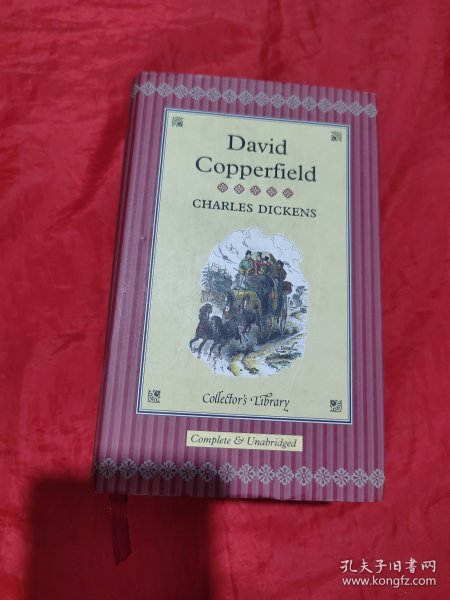 David
Copperfield
CHARLES DICKENS
Collector's Library
Complete & Unabridged
孔夫子旧书网
www.kongfz.com